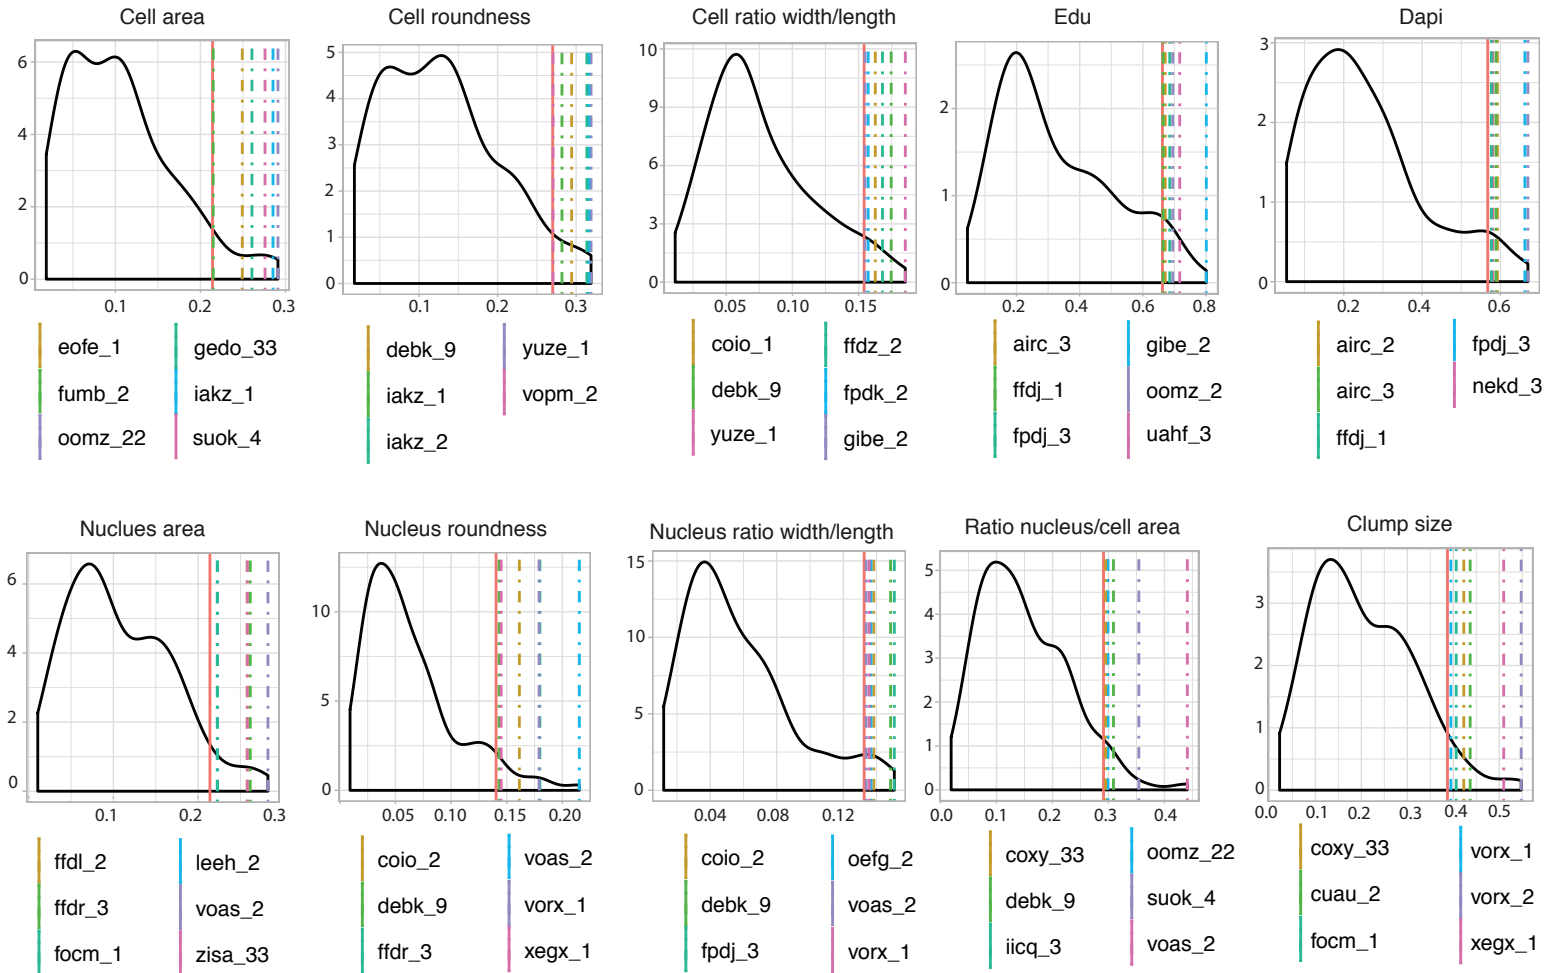 Cell area
Cell roundness
Cell ratio width/length
Edu
Dapi
6
4
2
0
0.1
0.2
0.3
5
4
3
2
1
0
0.1
0.2
0.3
10
9
6
3
0
0.05
0.10
0.15
2
1
0
0.2
0.4
0.6
0.8
3
2
1
0
0.2
0.4
0.6
eofe_1
fumb_2
oomz_22
gedo_33
iakz_1
suok_4
debk_9
iakz_1
iakz_2
yuze_1
vopm_2
coio_1
debk_9
yuze_1
ffdz_2
fpdk_2
gibe_2
airc_3
ffdj_1
fpdj_3
gibe_2
oomz_2
uahf_3
airc_2
airc_3
ffdj_1
fpdj_3
nekd_3
Nuclues area
Nucleus roundness
Nucleus ratio width/length
Ratio nucleus/cell area
Clump size
6
4
2
0
0.1
0.2
0.3
10
5
0
0.05
0.10
0.15
0.20
15
10
5
0
0.04
0.08
0.12
5
4
3
2
1
0
0.0
0.1
0.2
0.3
0.4
3
2
1
0
0.0
0.1
0.2
0.3
0.4
0.5
ffdl_2
ffdr_3
focm_1
leeh_2
voas_2
zisa_33
coio_2
debk_9
ffdr_3
voas_2
vorx_1
xegx_1
coio_2
debk_9
fpdj_3
oefg_2
voas_2
vorx_1
coxy_33
debk_9
iicq_3
oomz_22
suok_4
voas_2
coxy_33
cuau_2
focm_1
vorx_1
vorx_2
xegx_1